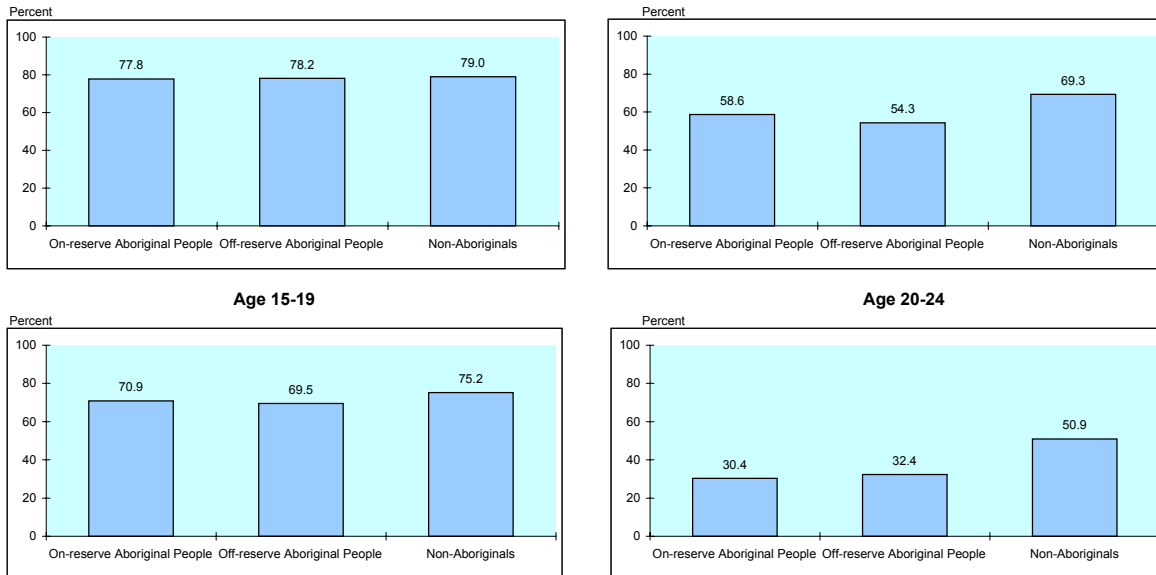 Percent
100
80
60
40
20
0
77.8
78.2
79.0
On-reserve Aboriginal People
Off-reserve Aboriginal People
Non-Aboriginals
Percent
100
80
60
40
20
0
58.6
54.3
69.3
On-reserve Aboriginal People
Off-reserve Aboriginal People
Non-Aboriginals
Age 15-19
Percent
100
80
60
40
20
0
70.9
69.5
75.2
On-reserve Aboriginal People
Off-reserve Aboriginal People
Non-Aboriginals
Age 20-24
Percent
100
80
60
40
20
0
30.4
32.4
50.9
On-reserve Aboriginal People
Off-reserve Aboriginal People
Non-Aboriginals